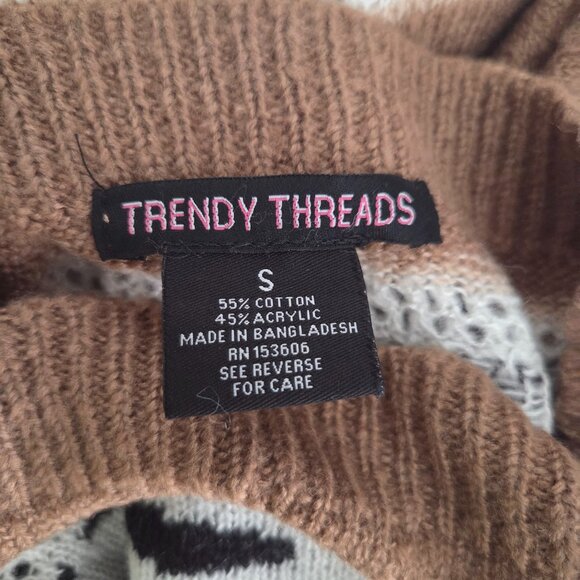 TRENDY THREADS
S
55% COTTON
45% ACRYLIC
MADE IN BANGLADESH
RN 153606
SEE REVERSE
FOR CARE